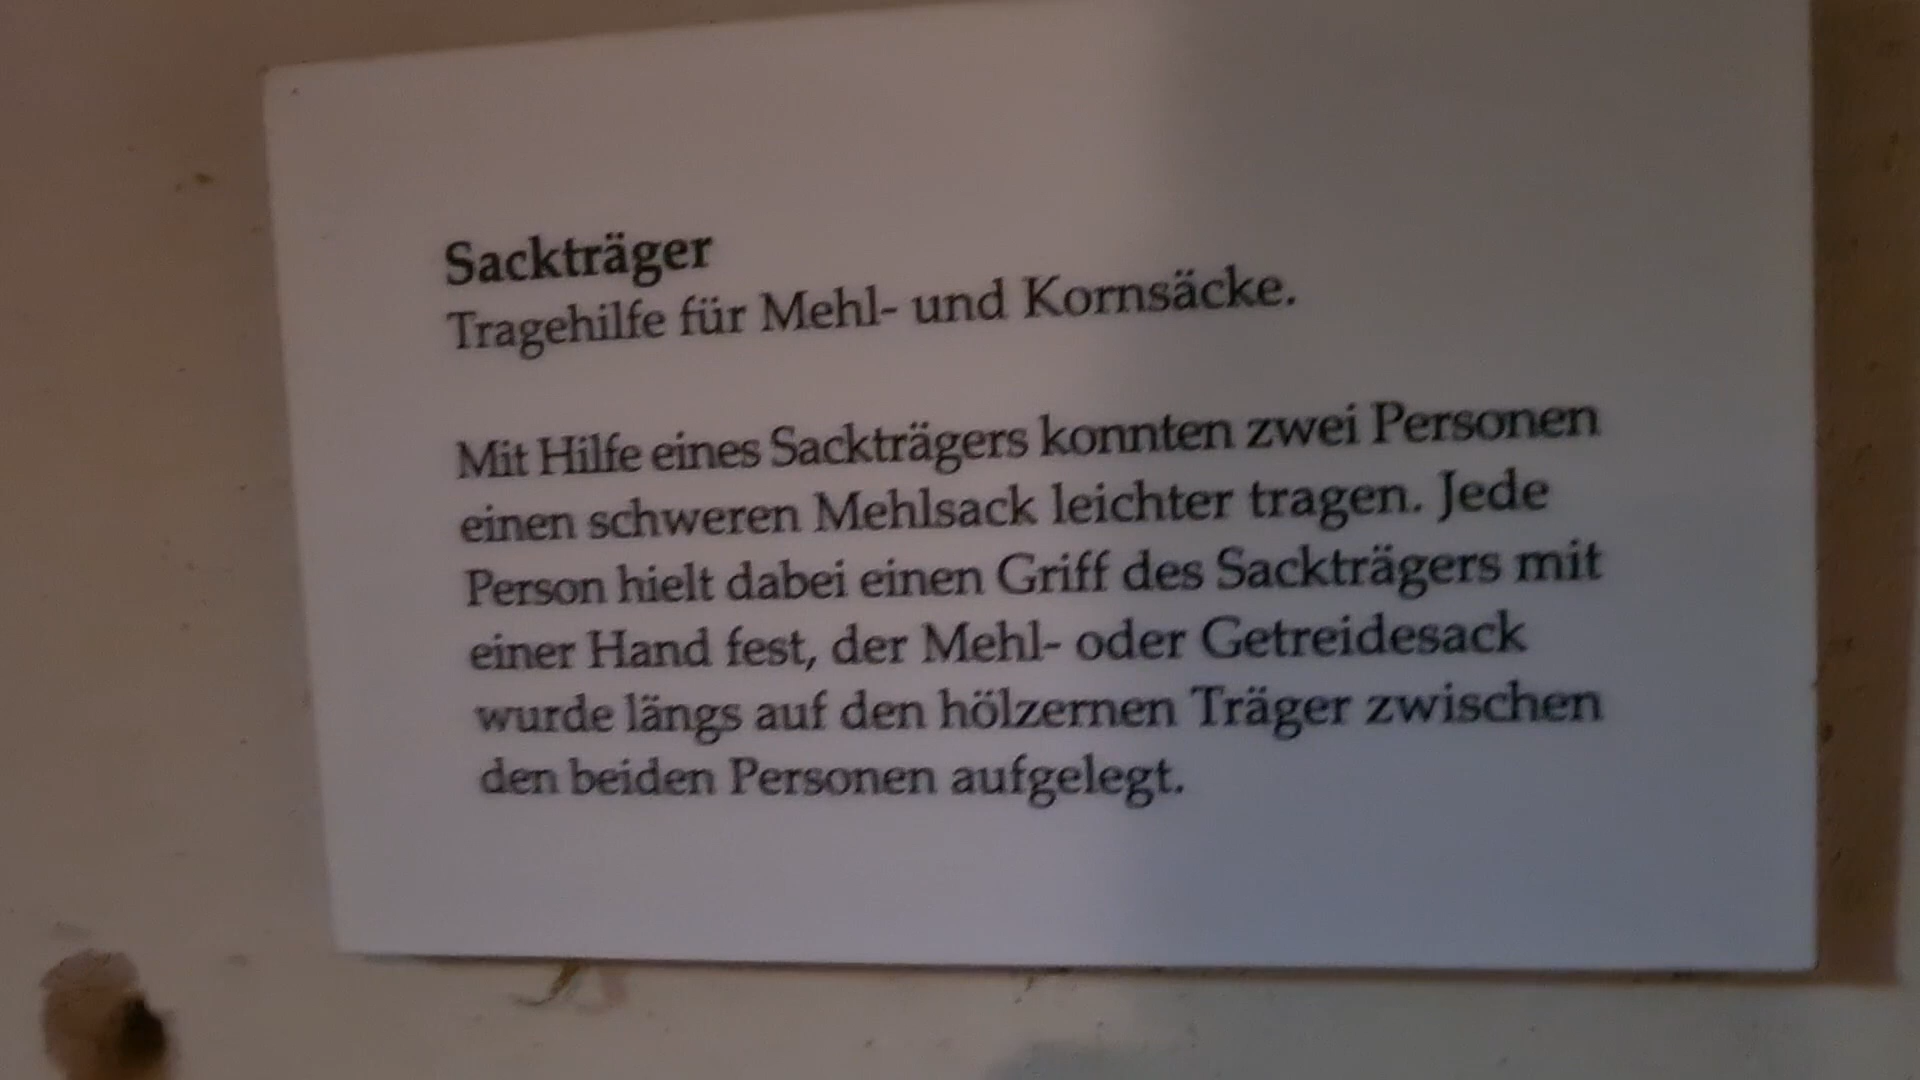 Sackträger
Tragehilfe für Mehl- und Kornsäcke.
Mit Hilfe eines Sackträgers konnten zwei Personen
einen schweren Mehlsack leichter tragen. Jede
Person hielt dabei einen Griff des Sackträgers mit
einer Hand fest, der Mehl- oder Getreidesack
wurde längs auf den hölzernen Träger zwischen
den beiden Personen aufgelegt.